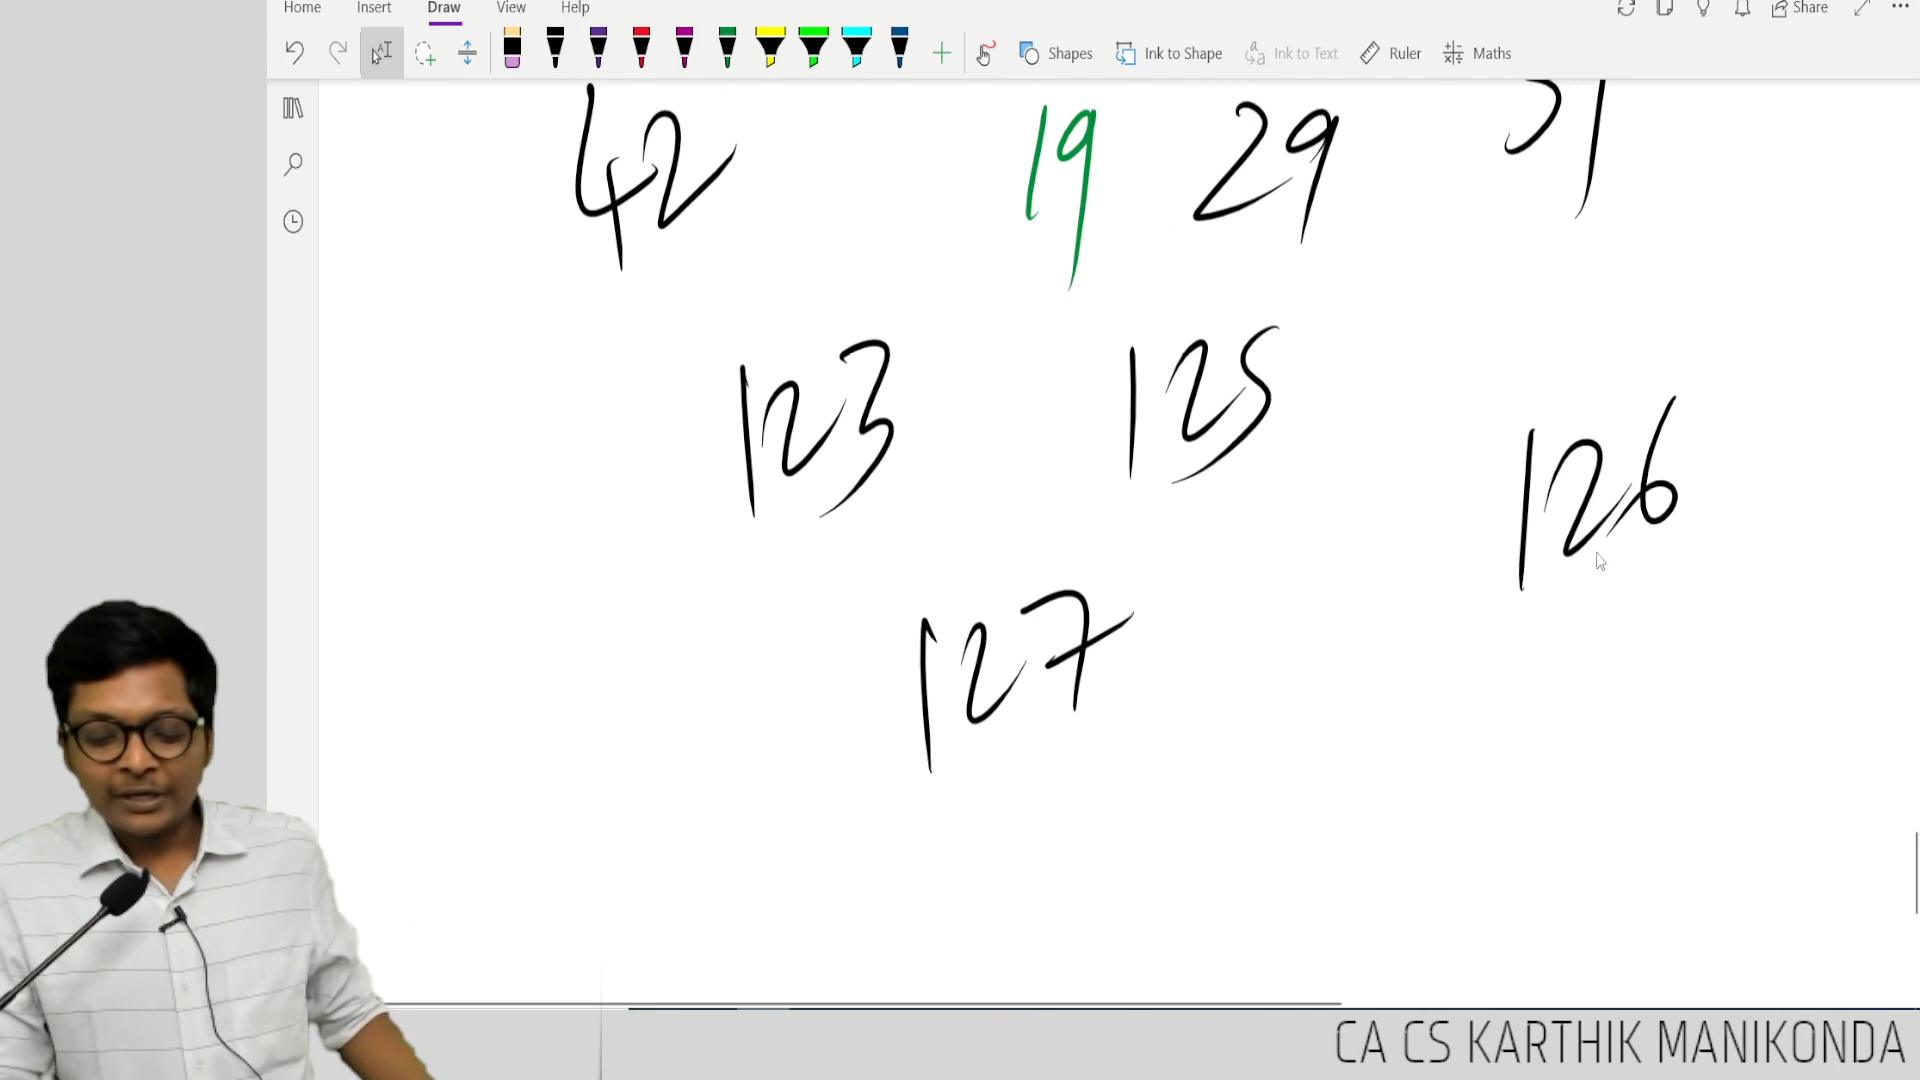 Home Insert Draw View Help Share
Shapes Ink to Shape Ink to Text Ruler Maths
42 19 29
123 125
126
127
CA CS KARTHIK MANIKONDA